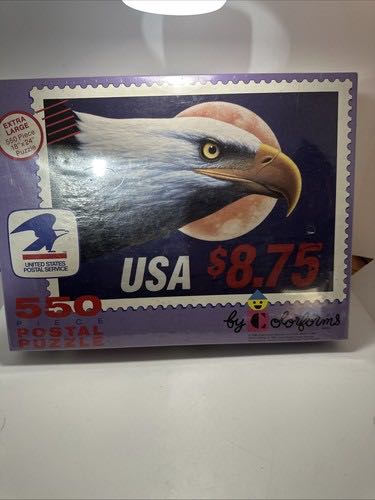 EXTRA
LARGE
550 Piece
18"x24"
Puzzle
UNITED STATES
POSTAL SERVICE
USA $8.75
550
PIECE
POSTAL
PUZZLE
by Colorforms